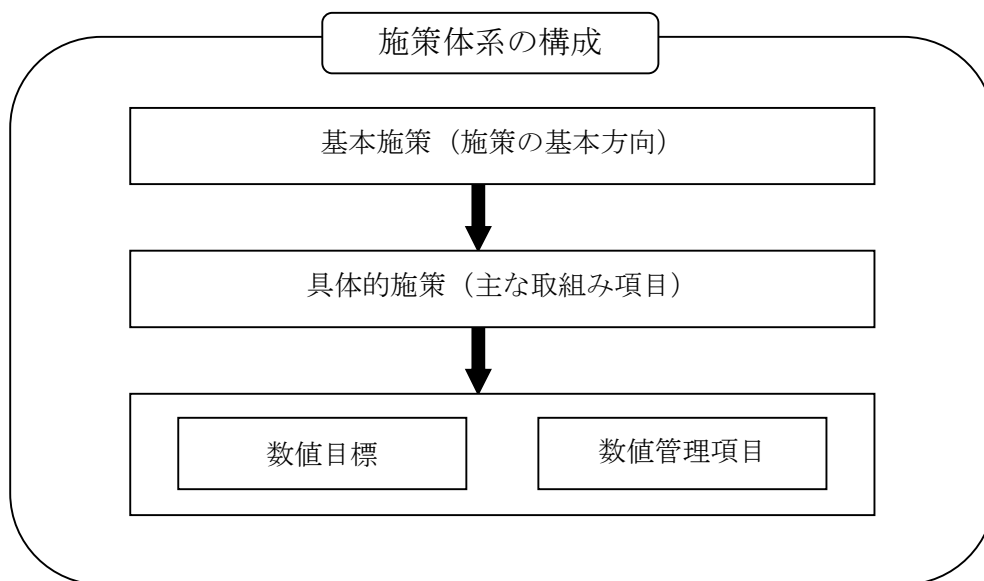 施策体系の構成
基本施策（施策の基本方向）
具体的施策（主な取組み項目）
数値目標
数値管理項目